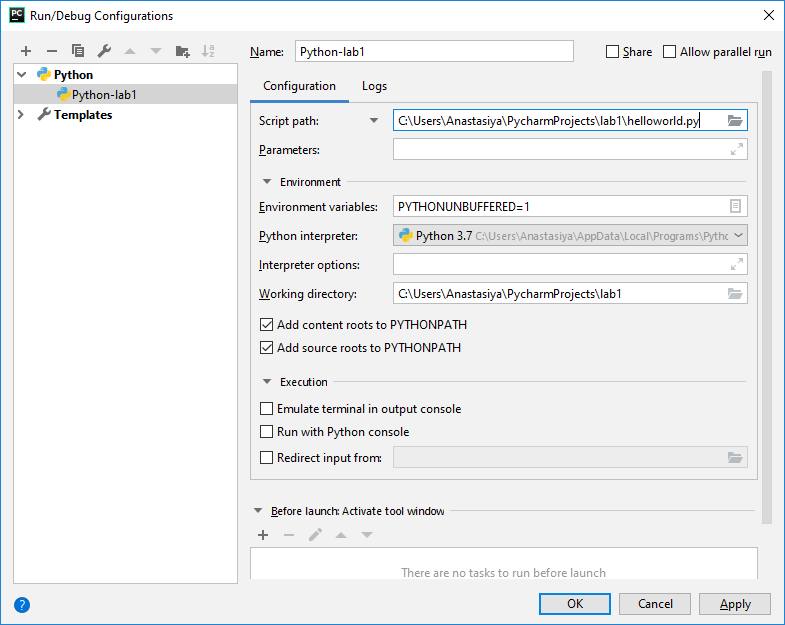 PC Run/Debug Configurations
Name: Python-lab1 Share Allow parallel run
Python
Python-lab1
Templates
Configuration Logs
Script path: C:\Users\Anastasiya\PycharmProjects\lab1\helloworld.py
Parameters:
Environment
Environment variables: PYTHONUNBUFFERED=1
Python interpreter: Python 3.7 C:\Users\Anastasiya\AppData\Local\Programs\Pythc
Interpreter options:
Working directory: C:\Users\Anastasiya\PycharmProjects\lab1
Add content roots to PYTHONPATH
Add source roots to PYTHONPATH
Execution
Emulate terminal in output console
Run with Python console
Redirect input from:
Before launch: Activate tool window
There are no tasks to run before launch
? OK Cancel Apply